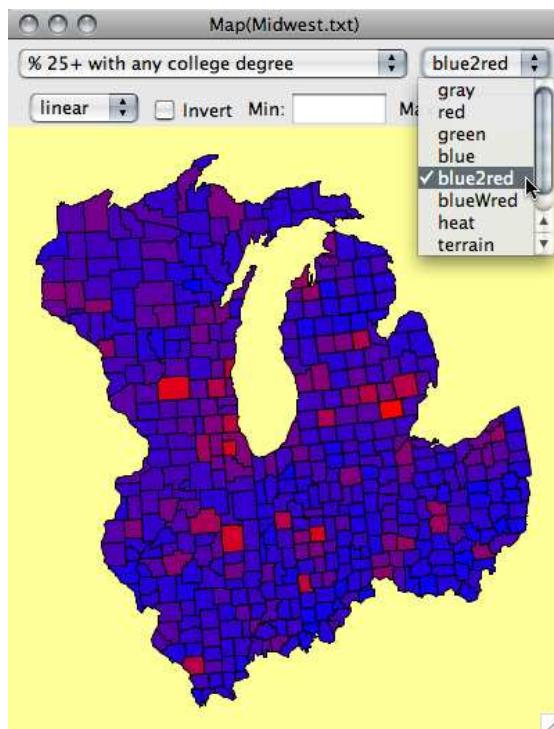 Map(Midwest.txt)
% 25+ with any college degree blue2red
linear Invert Min: Ma
gray
red
green
blue
✓ blue2red
blueWred
heat
terrain